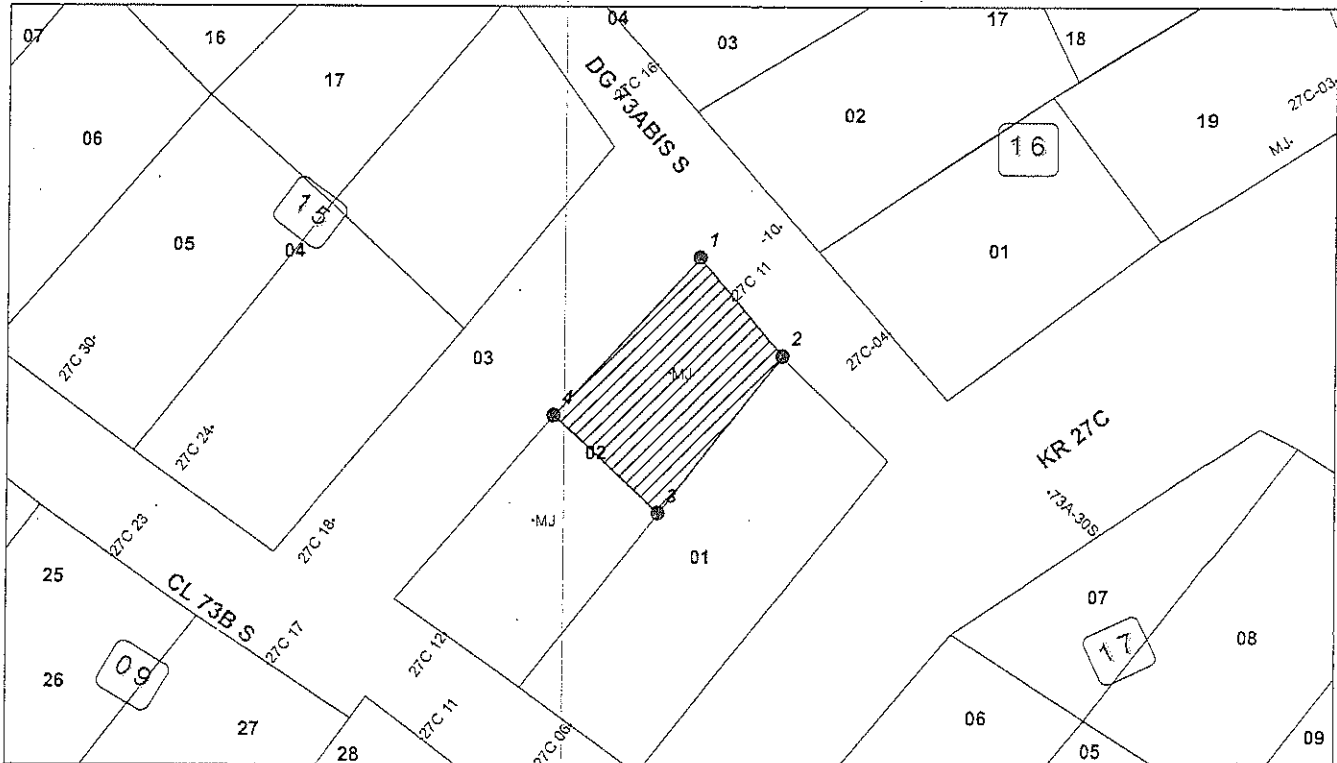 07
16
17
04
03
17
18
DG 73ABIS S
27C 16
06
02
19
27C-03
MJ
15
16
05
04
01
1
-10
27C 11
2
27C-04
27C 30
03
MJ
4
27C 24
02
3
KR 27C
73A-30S
MJ
27C 23
27C 18
01
25
CL 73B S
07
27C 17
27C 12
08
09
17
26
27
27C 11
06
28
27C 06
05
09